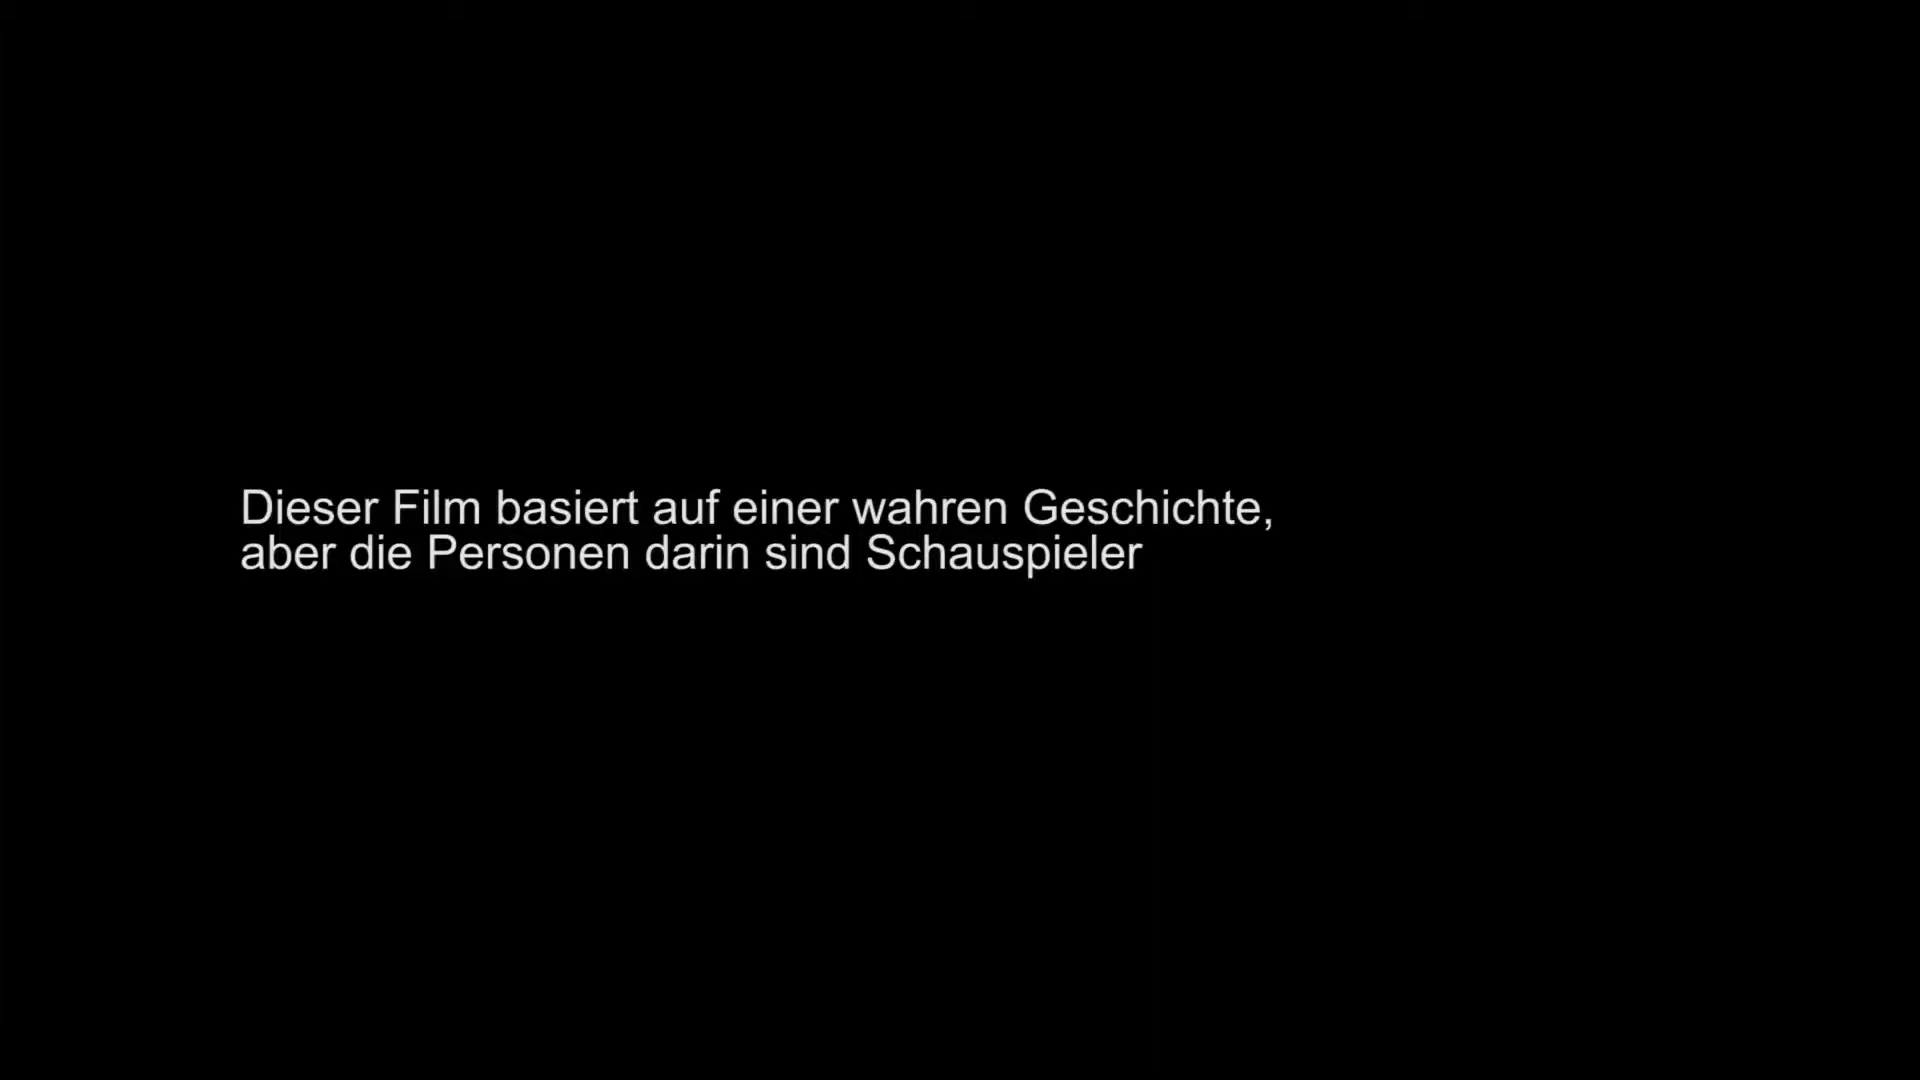 Dieser Film basiert auf einer wahren Geschichte,
aber die Personen darin sind Schauspieler